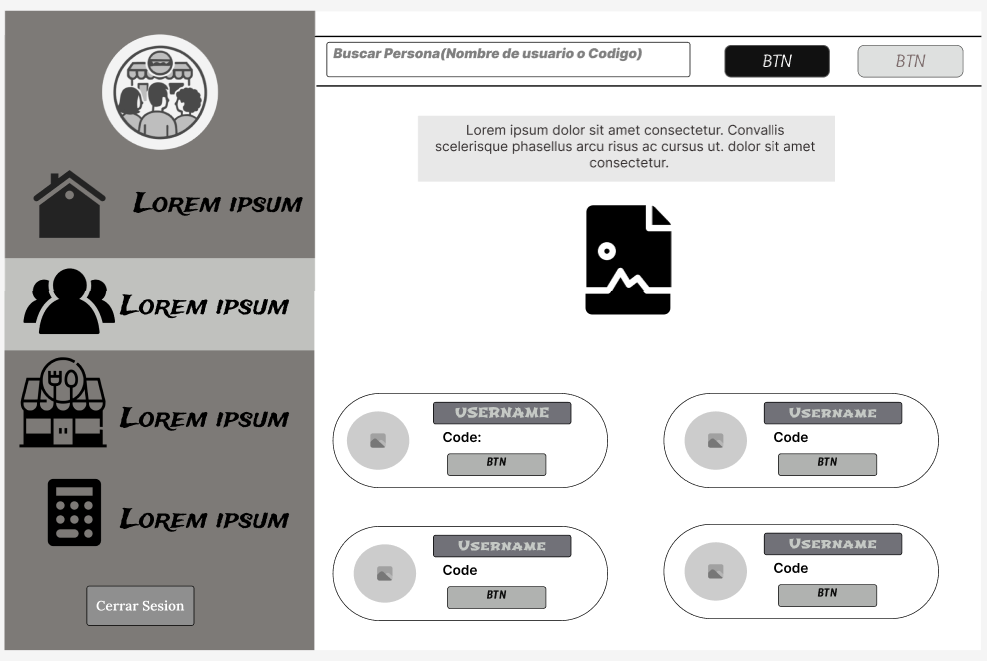 Lorem ipsum
Lorem ipsum
Lorem ipsum
Lorem ipsum
Cerrar Sesion
Buscar Persona(Nombre de usuario o Codigo)
BTN
BTN
Lorem ipsum dolor sit amet consectetur. Convallis
scelerisque phasellus arcu risus ac cursus ut. dolor sit amet
consectetur.
Username
Code:
BTN
Username
Code
BTN
Username
Code
BTN
Username
Code
BTN